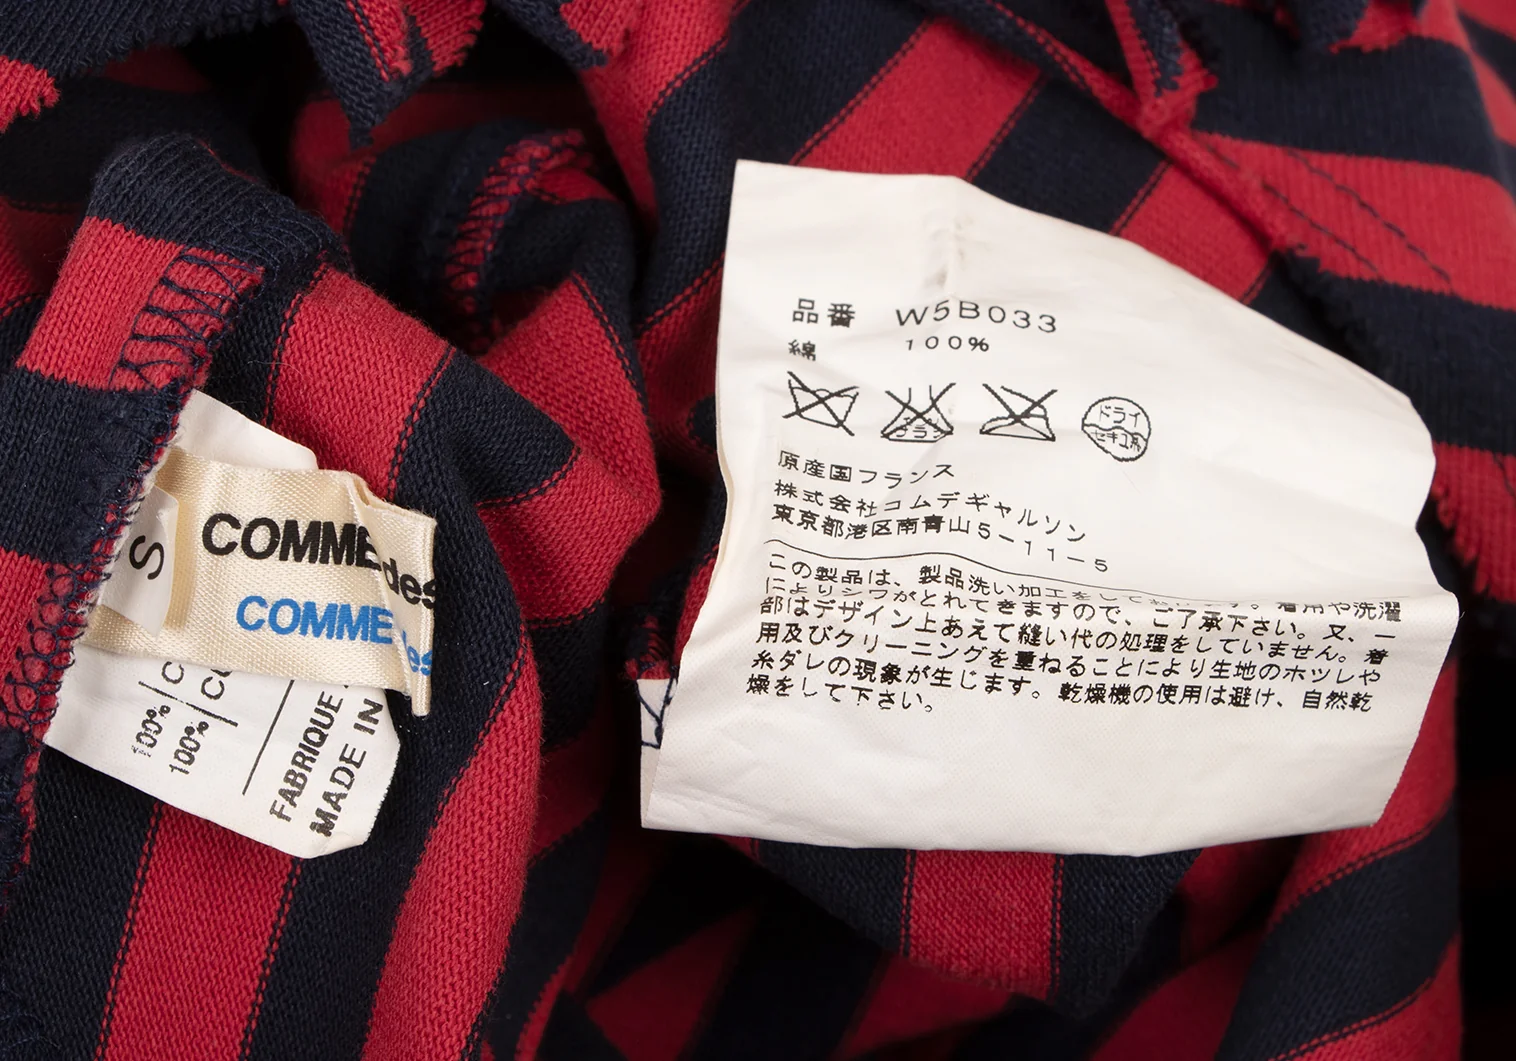 COMME des
COMME des
S
100% C
100% CO
FABRIQUE
MADE IN
品番 W5B033
綿 100%
ドライ
セキユ系
原産国フランス
株式会社コムデギャルソン
東京都港区南青山5-11-5
この製品は、製品洗い加工をして
によりシワがとれてきますので、ご了承下さい。又、一
部はデザイン上あえて縫い代の処理をしていません。着
用及びクリーニングを重ねることにより生地のホツレや
糸ダレの現象が生じます。乾燥機の使用は避け、自然乾
燥をして下さい。